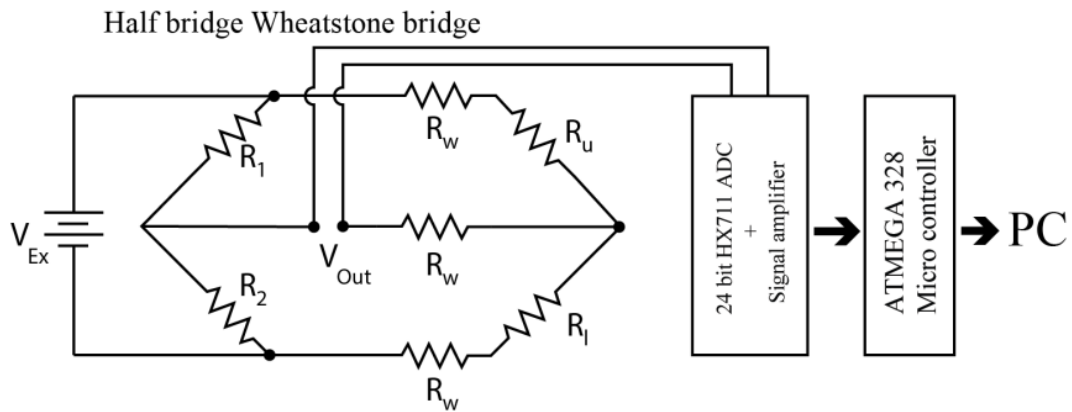 Half bridge Wheatstone bridge
R1
Rw
Ru
VEx
VOut
Rw
R2
Rl
Rw
24 bit HX711 ADC
+
Signal amplifier
ATMEGA 328
Micro controller
PC